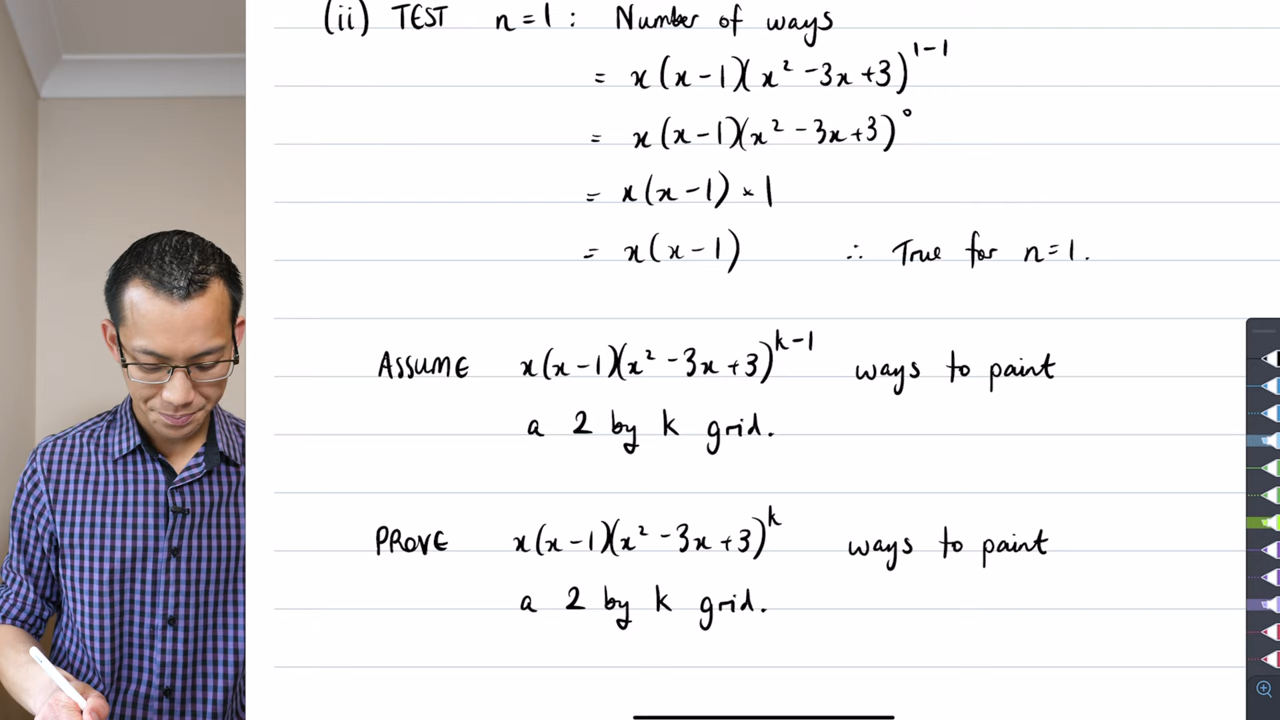 (ii) TEST n=1: Number of ways
= x(x-1)(x² -3x+3)¹⁻¹
= x(x-1)(x² -3x+3)⁰
= x(x-1) × 1
= x(x-1) ∴ True for n=1.
ASSUME x(x-1)(x² -3x+3)ᵏ⁻¹ ways to paint
a 2 by k grid.
PROVE x(x-1)(x² -3x+3)ᵏ ways to paint
a 2 by k grid.